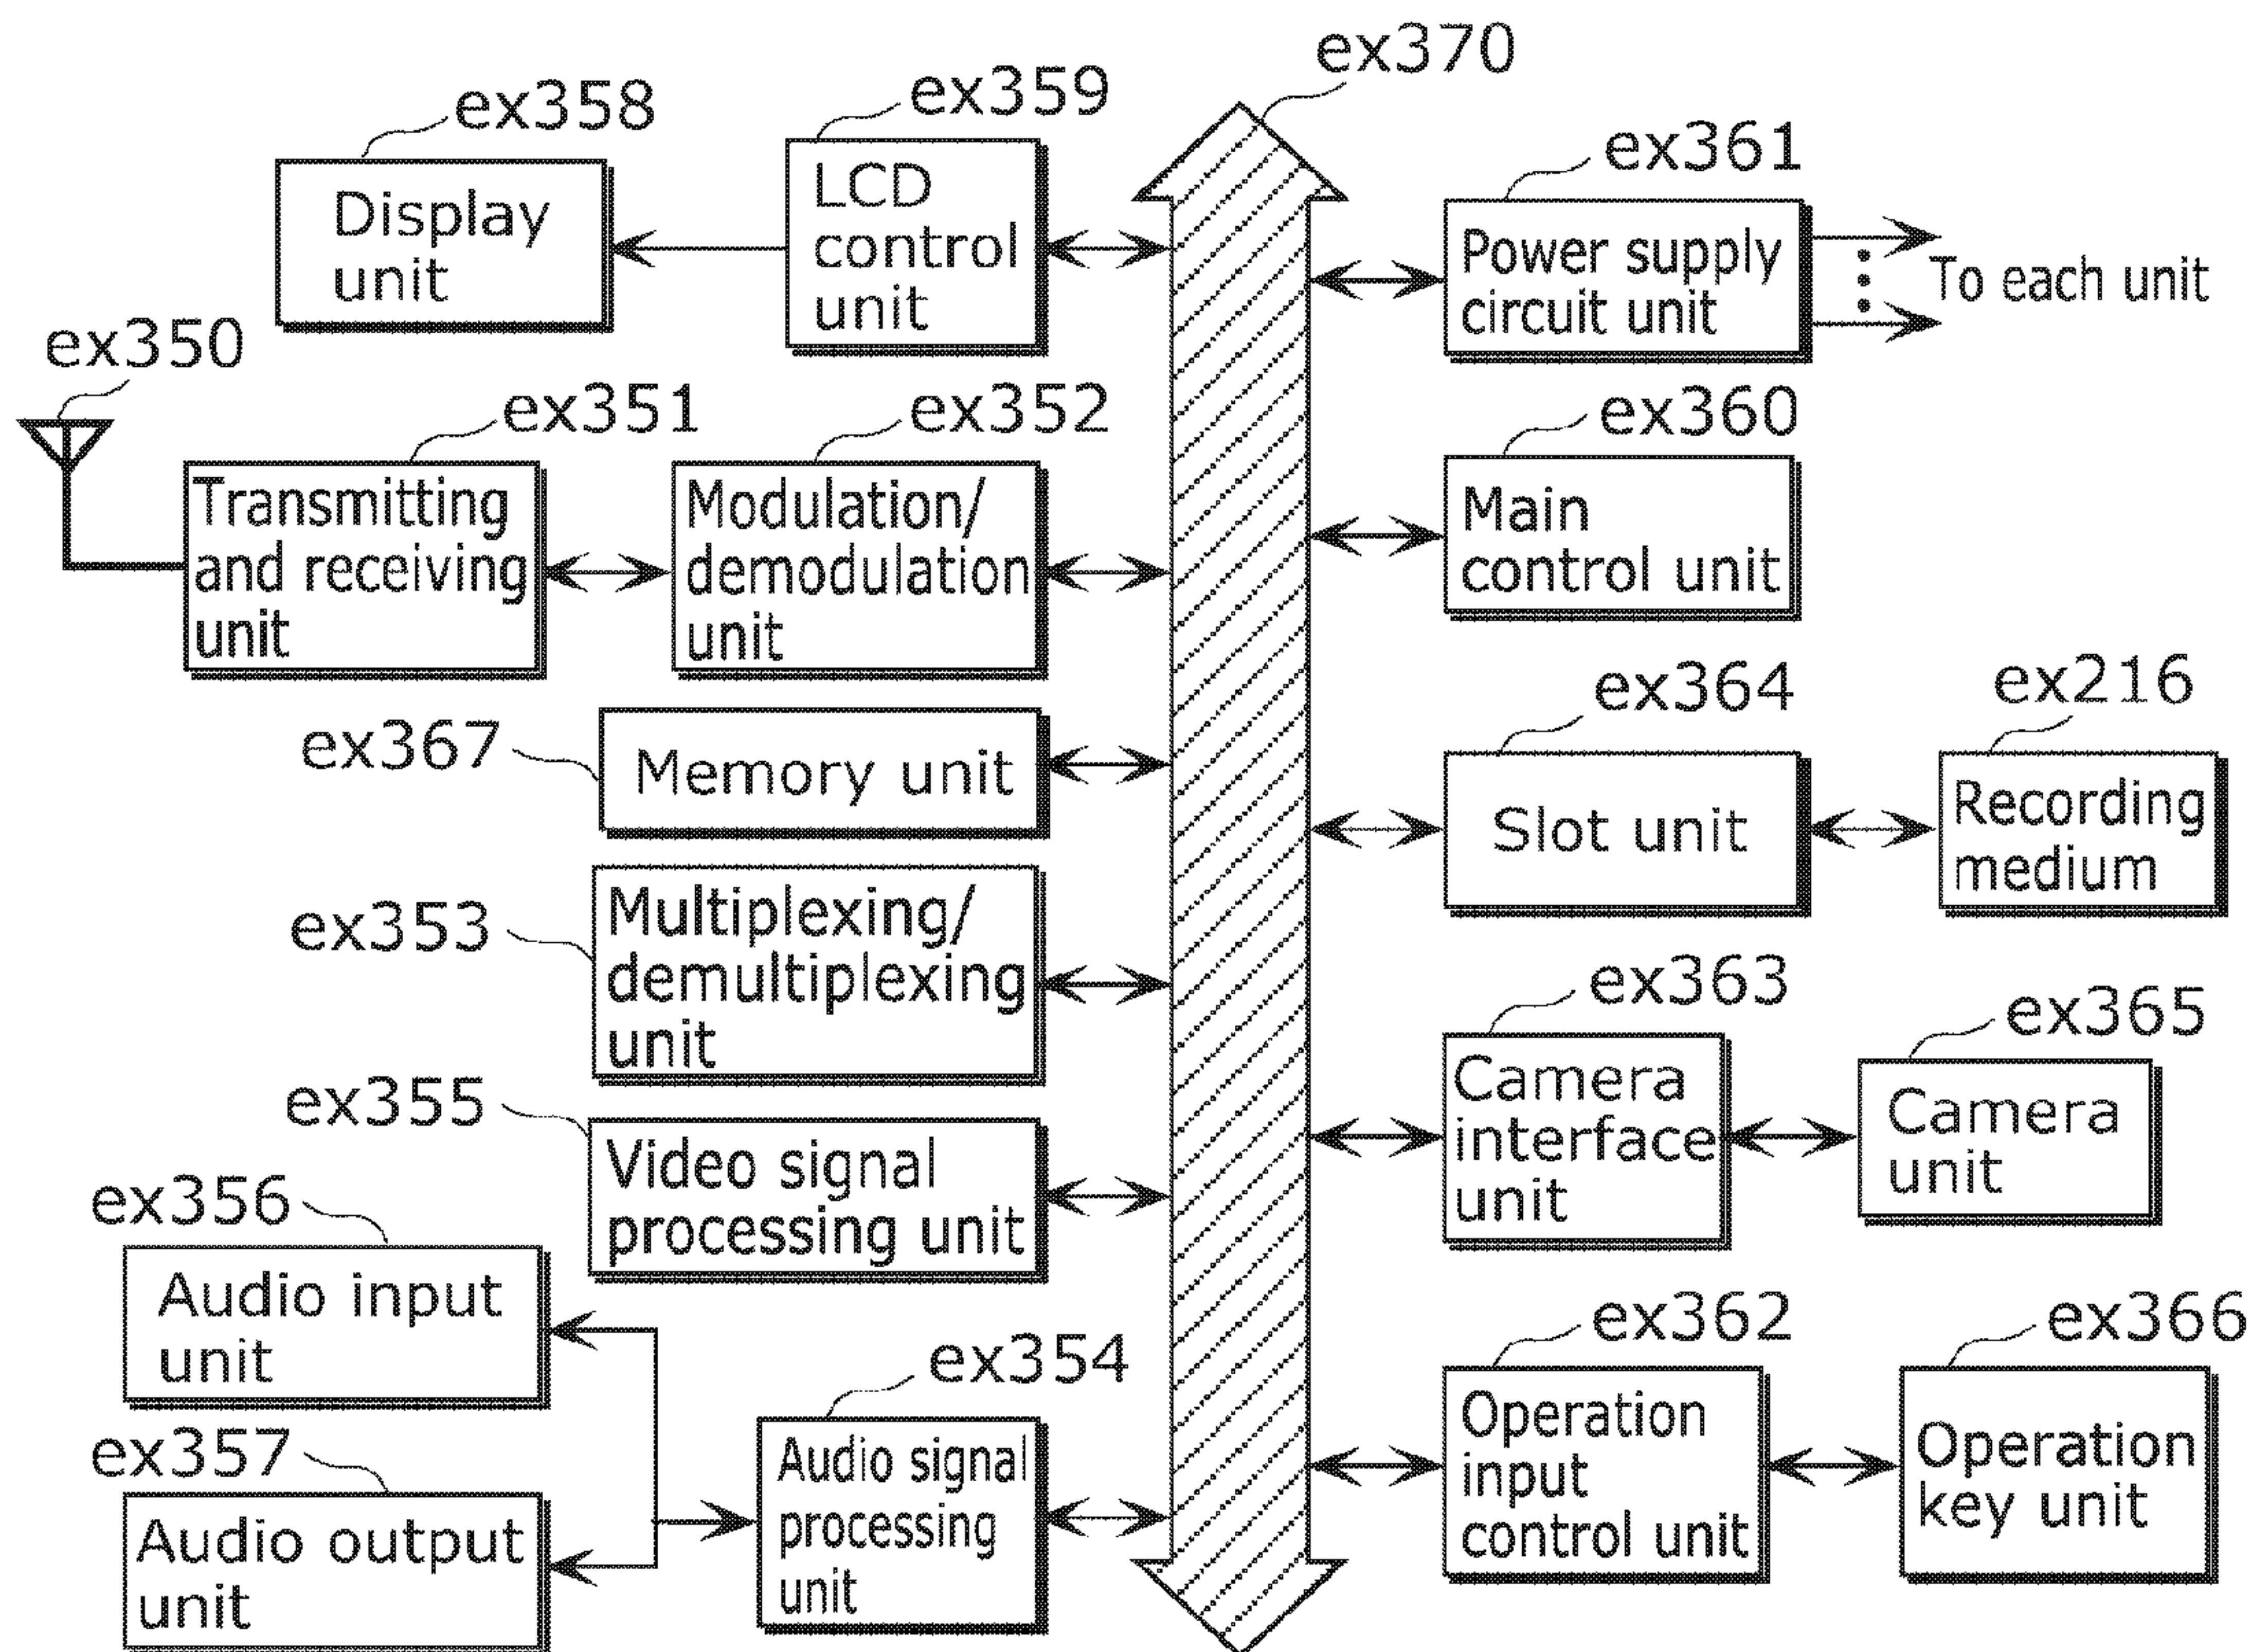 ex370
ex358
ex359
ex361
Display
unit
LCD
control
unit
Power supply
circuit unit
To each unit
ex350
ex351
ex352
ex360
Transmitting
and receiving
unit
Modulation/
demodulation
unit
Main
control unit
ex367
Memory unit
ex364
ex216
Slot unit
Recording
medium
ex353
Multiplexing/
demultiplexing
unit
ex363
ex365
Camera
interface
unit
Camera
unit
ex355
Video signal
processing unit
ex356
Audio input
unit
ex362
ex366
ex354
Operation
input
control unit
Operation
key unit
ex357
Audio output
unit
Audio signal
processing
unit